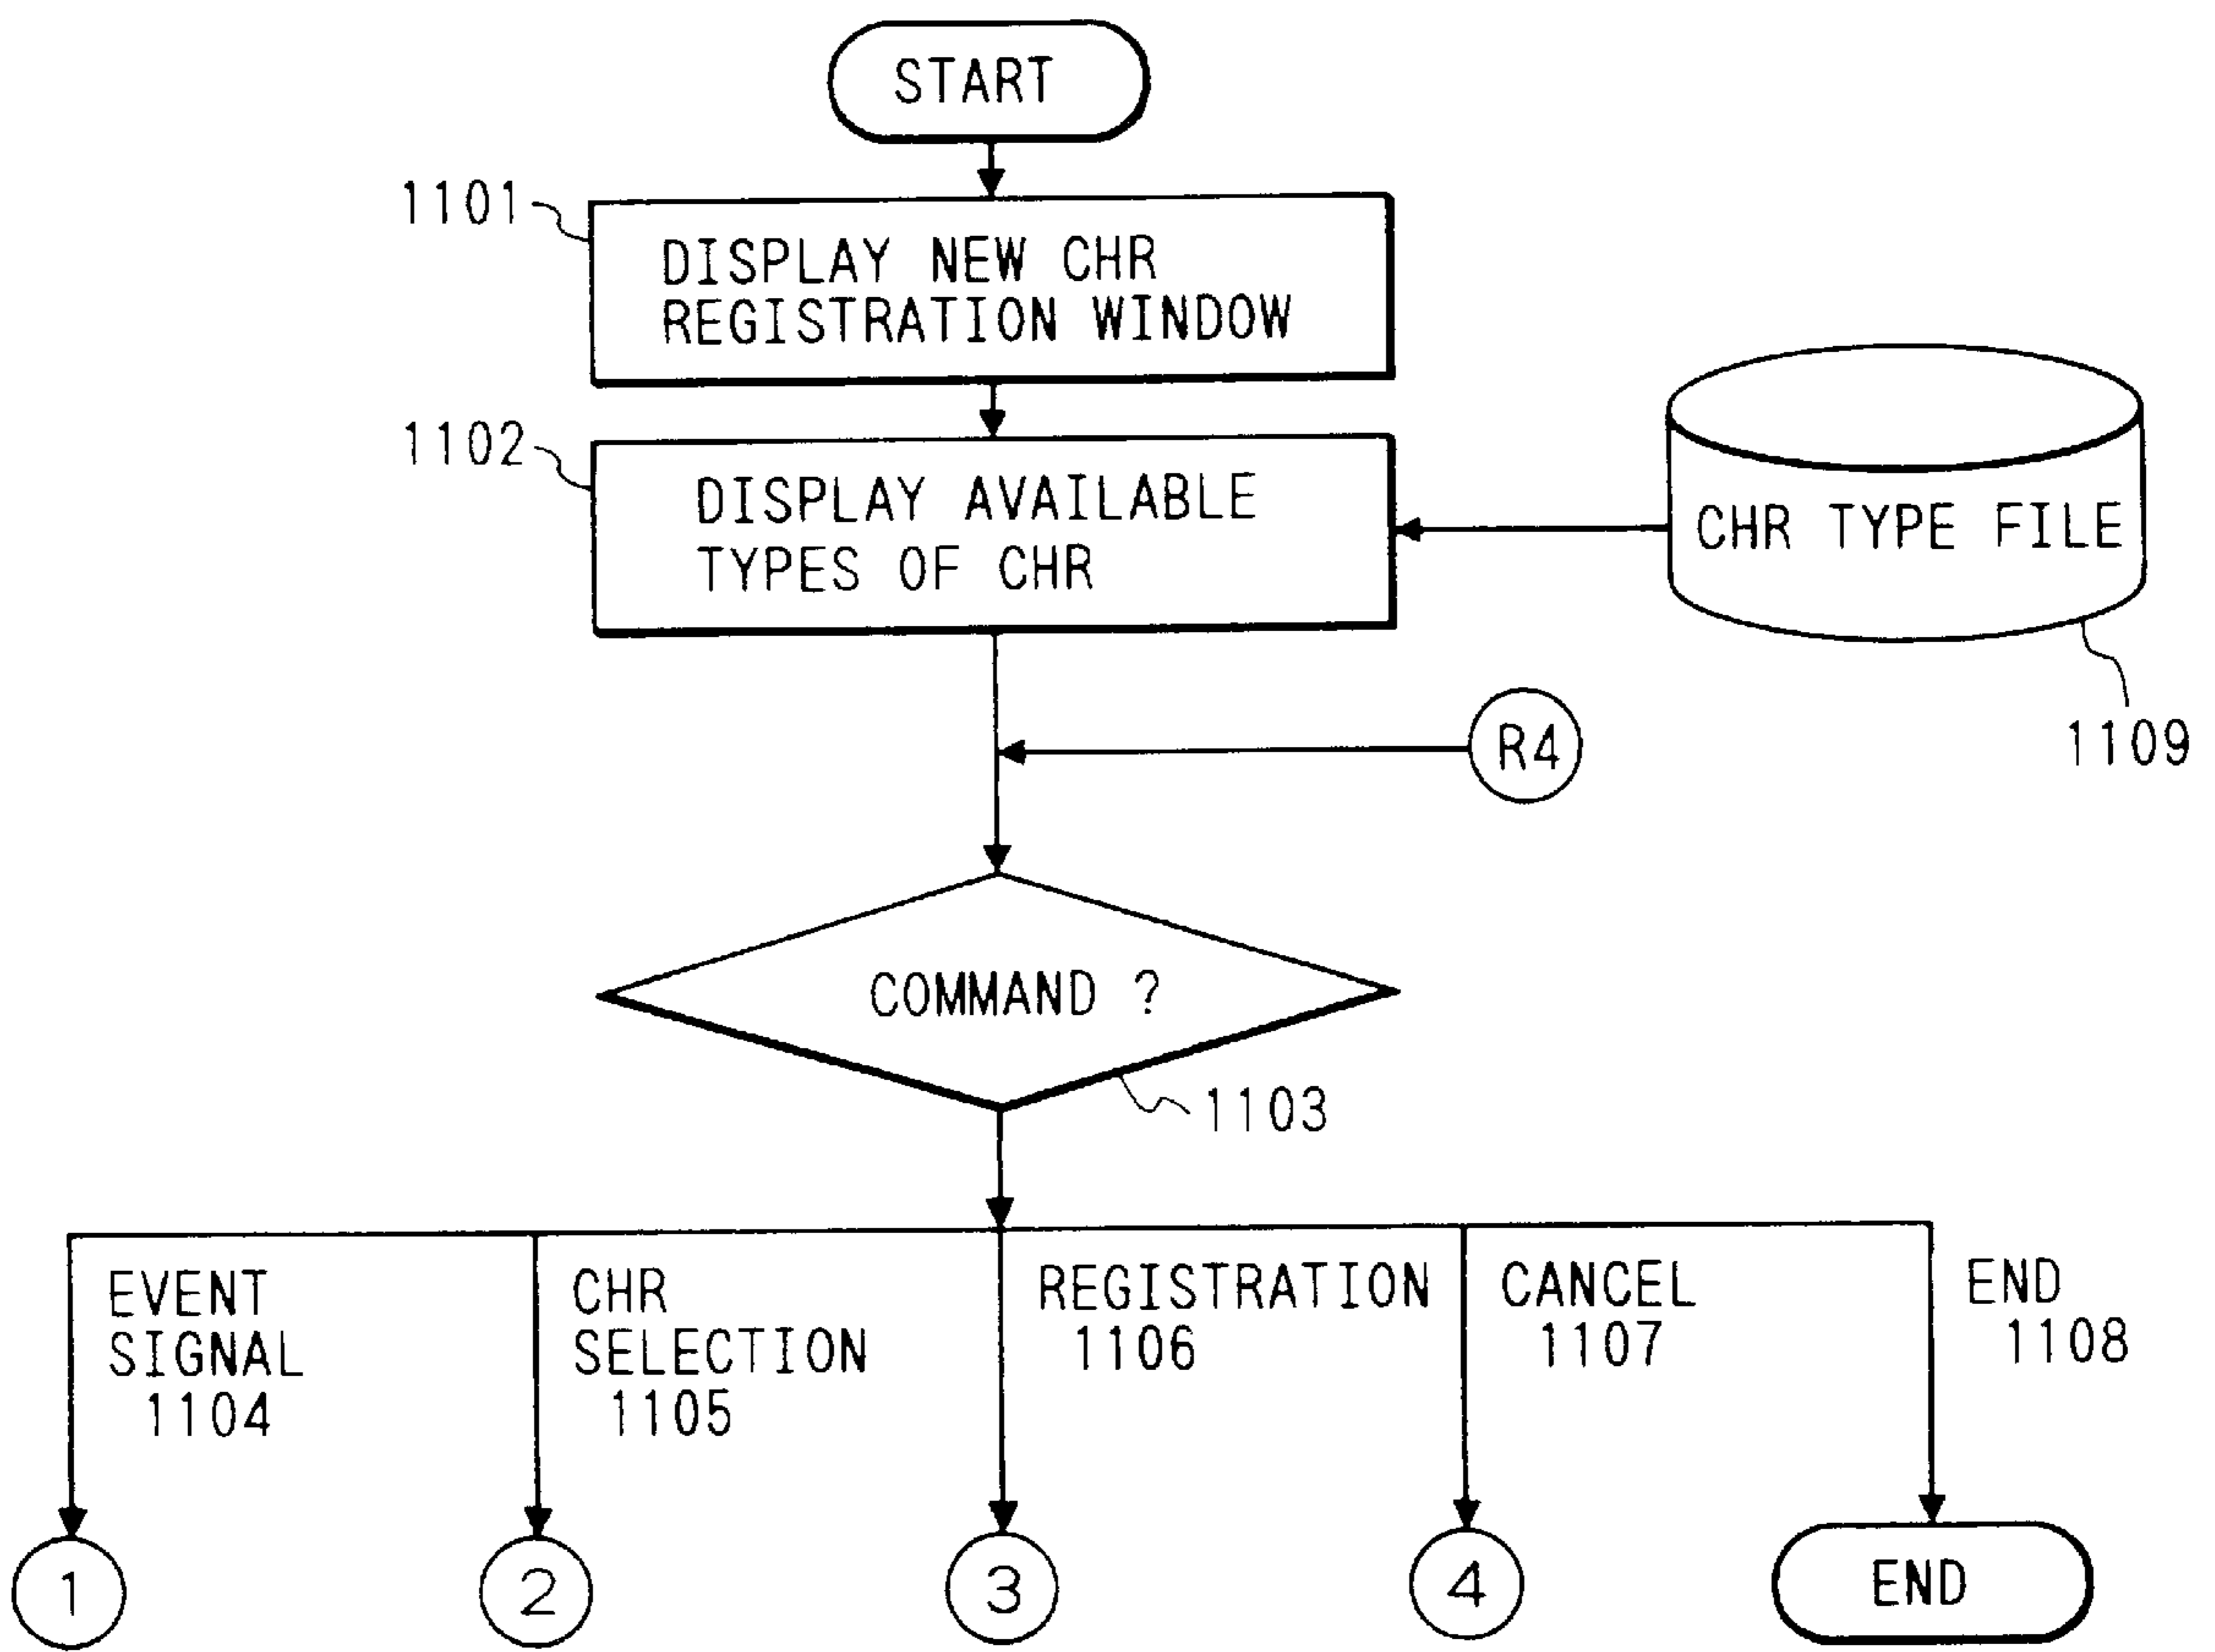 START
1101
DISPLAY NEW CHR
REGISTRATION WINDOW
1102
DISPLAY AVAILABLE
TYPES OF CHR
CHR TYPE FILE
1109
R4
COMMAND ?
1103
EVENT
SIGNAL
1104
CHR
SELECTION
1105
REGISTRATION
1106
CANCEL
1107
END
1108
1
2
3
4
END